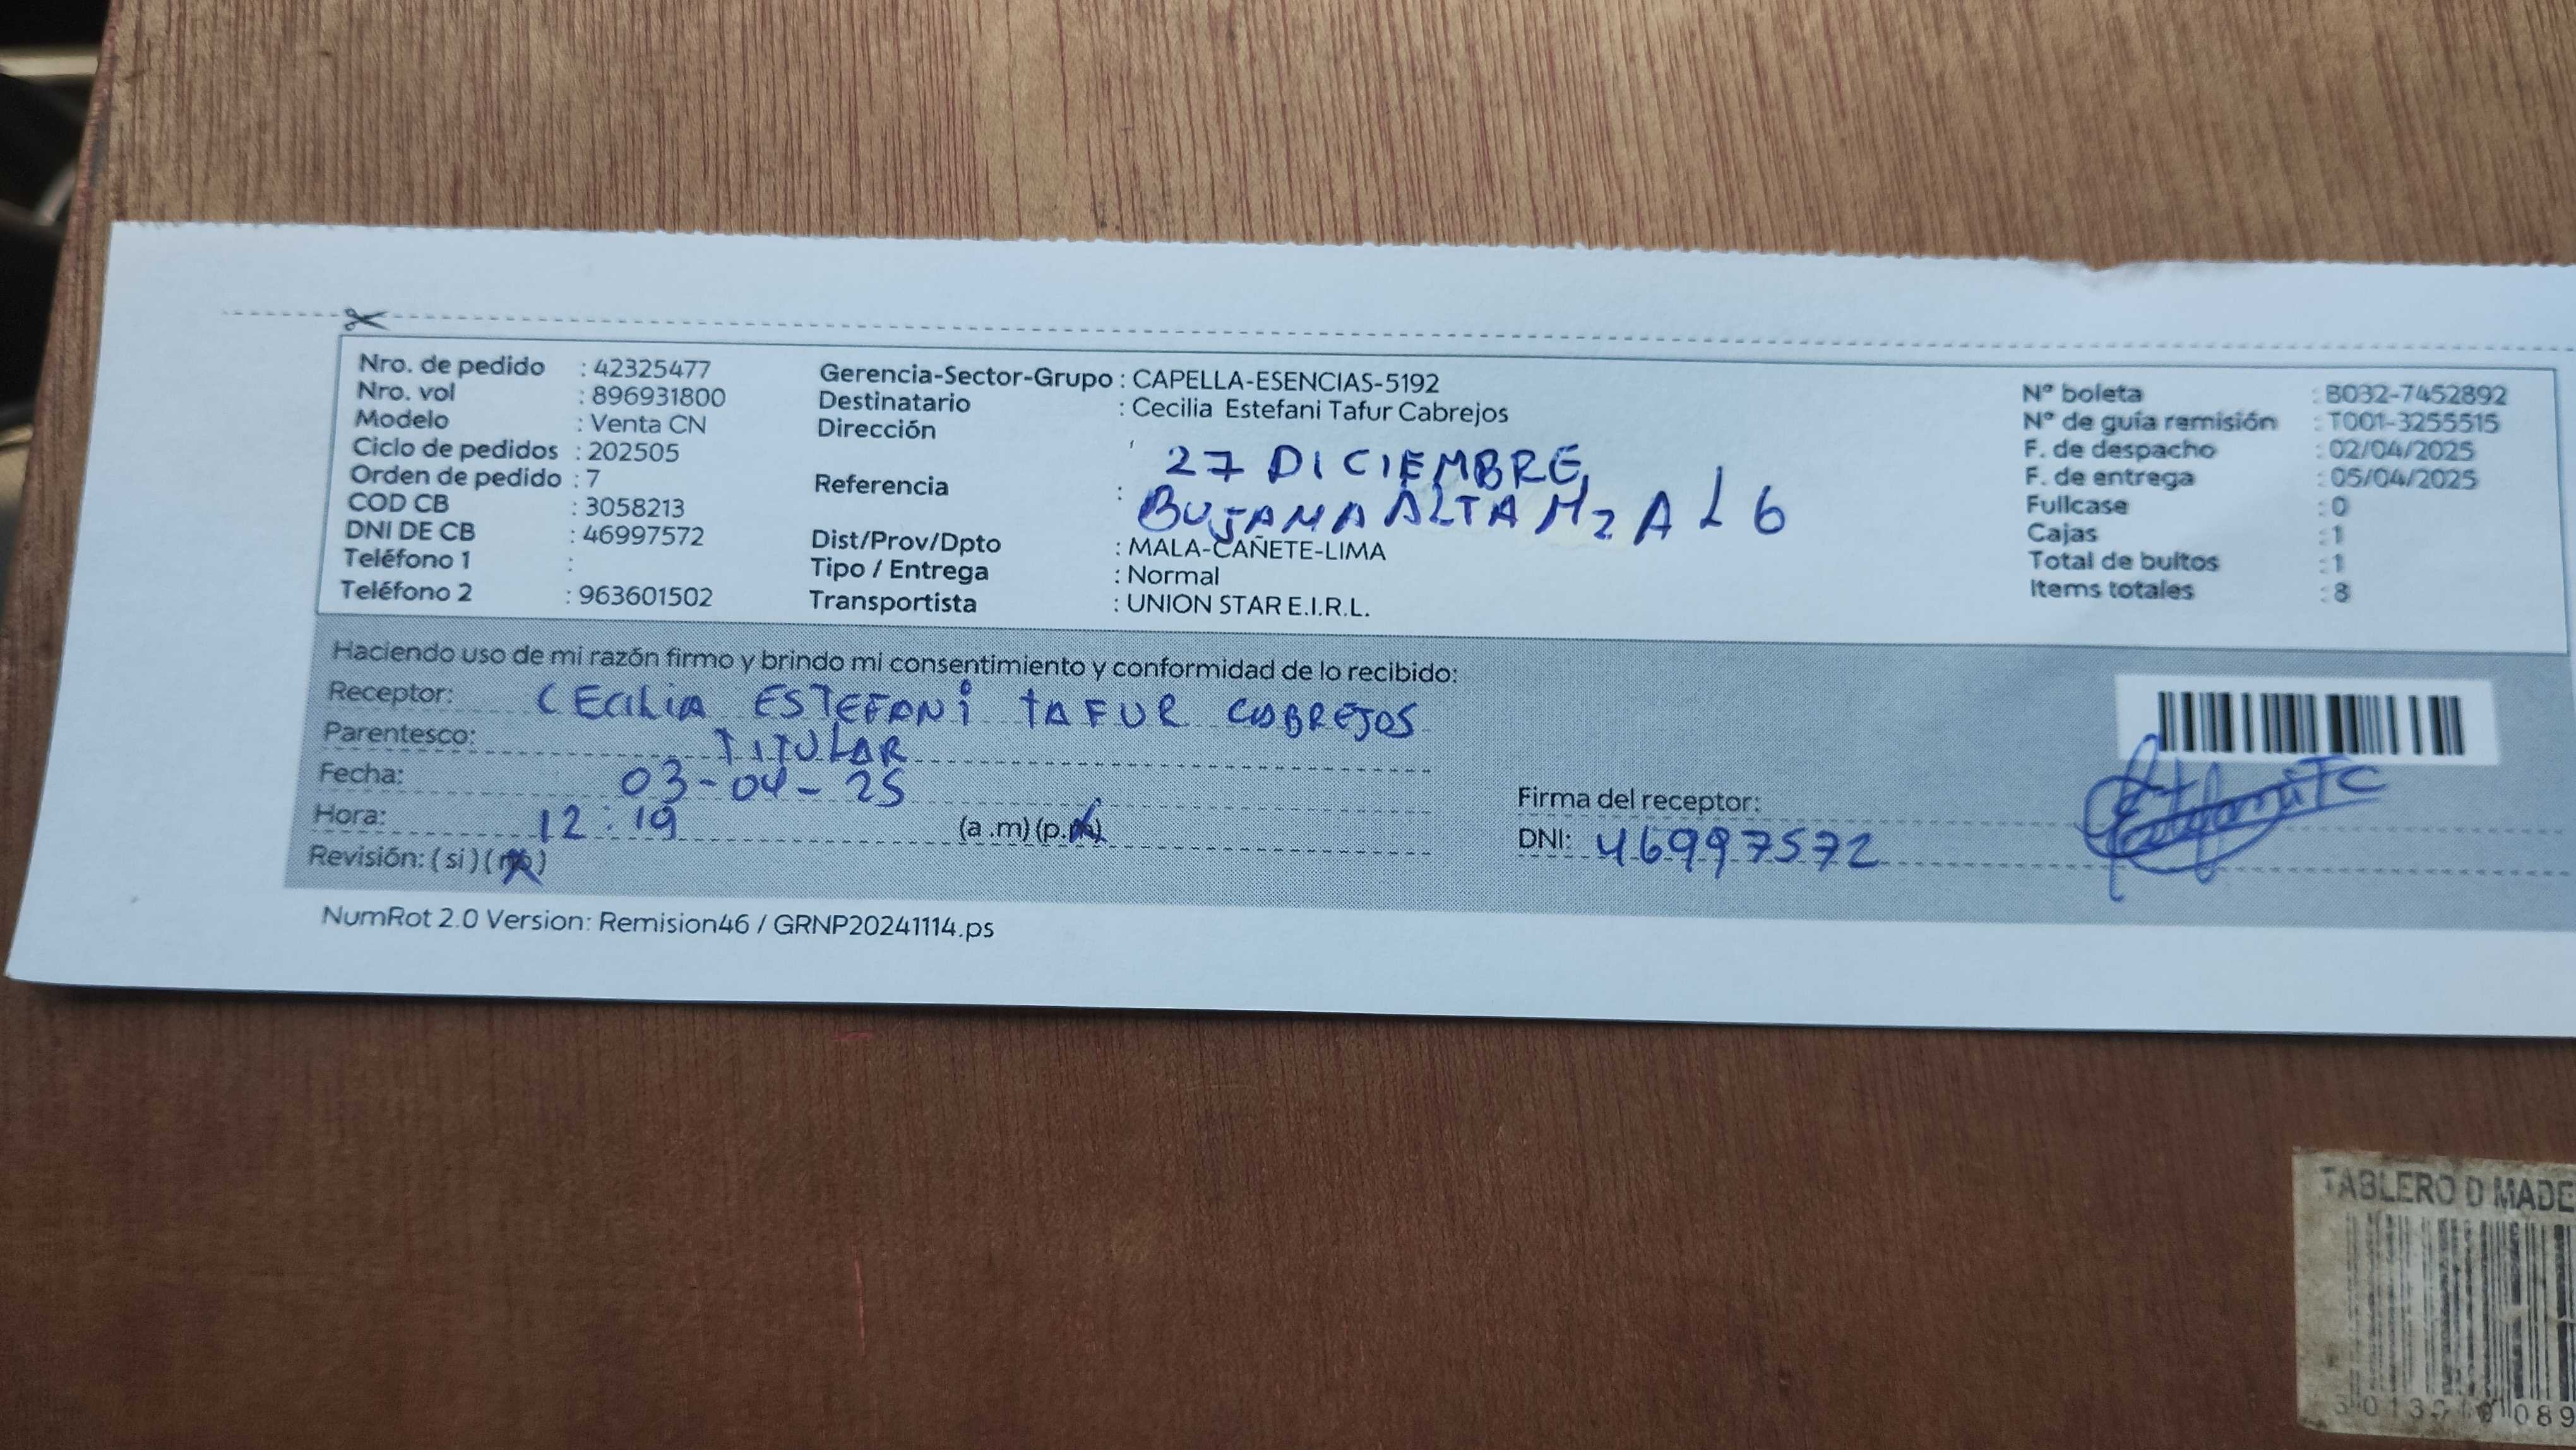 Nro. de pedido : 42325477
Nro. vol : 896931800
Modelo : Venta CN
Ciclo de pedidos : 202505
Orden de pedido : 7
COD CB : 3058213
DNI DE CB : 46997572
Teléfono 1 :
Teléfono 2 : 963601502
Gerencia-Sector-Grupo : CAPELLA-ESENCIAS-5192
Destinatario : Cecilia Estefani Tafur Cabrejos
Dirección
27 DICIEMBRE,
Referencia :
BUJAMA ALTA Mz A L 6
Dist/Prov/Dpto : MALA-CAÑETE-LIMA
Tipo / Entrega : Normal
Transportista : UNION STAR E.I.R.L.
Nº boleta : B032-7452892
Nº de guía remisión : T001-3255515
F. de despacho : 02/04/2025
F. de entrega : 05/04/2025
Fullcase : 0
Cajas : 1
Total de bultos : 1
Items totales : 8
Haciendo uso de mi razón firmo y brindo mi consentimiento y conformidad de lo recibido:
Receptor: CECILIA ESTEFANI TAFUR CABREJOS
Parentesco: TITULAR
Fecha: 03-04-25
Hora: 12:19 (a.m) (p.m)
Revisión: (si) (no)
Firma del receptor:
DNI: 46997572
NumRot 2.0 Version: Remision46 / GRNP20241114.ps
TABLERO D MADE